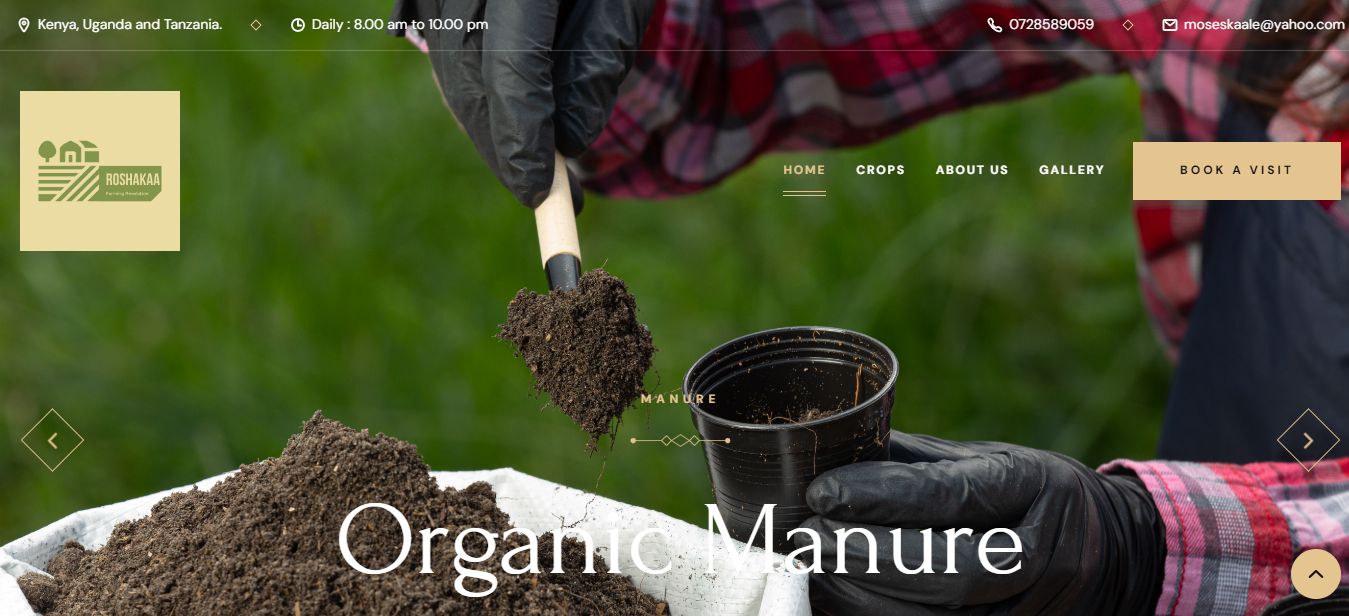 Kenya, Uganda and Tanzania.
Daily : 8.00 am to 10.00 pm
0728589059
moseskaale@yahoo.com
ROSHAKAA
Farming Revolution
HOME
CROPS
ABOUT US
GALLERY
BOOK A VISIT
MANURE
Organic Manure